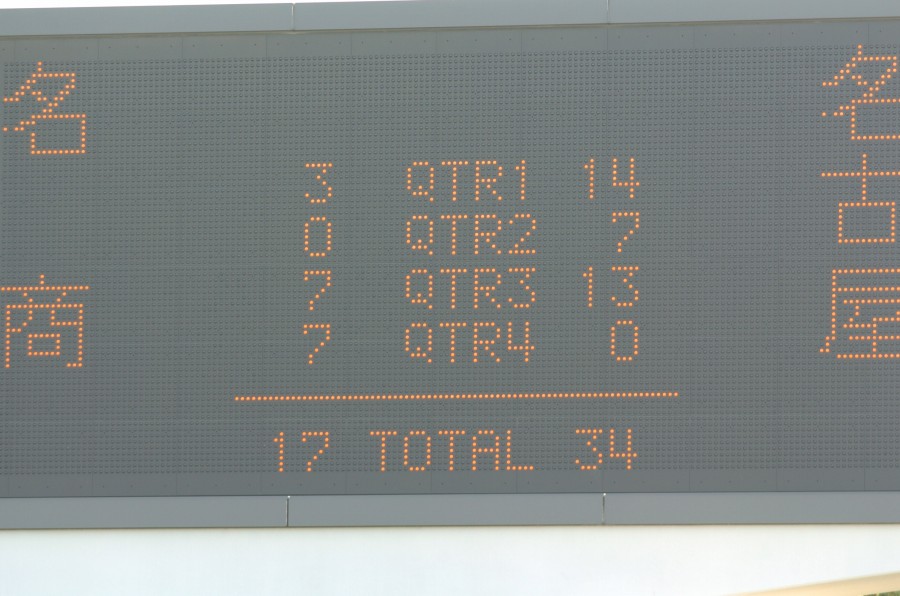 名商
3 QTR1 14
0 QTR2 7
7 QTR3 13
7 QTR4 0
17 TOTAL 34
名古屋